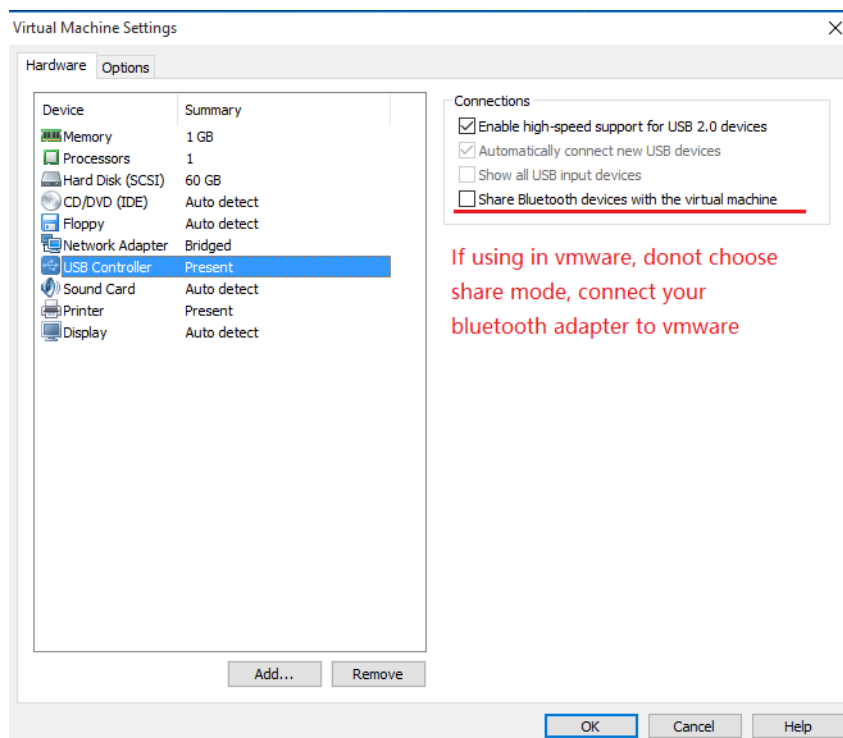 Virtual Machine Settings
Hardware Options
Device Summary
Memory 1 GB
Processors 1
Hard Disk (SCSI) 60 GB
CD/DVD (IDE) Auto detect
Floppy Auto detect
Network Adapter Bridged
USB Controller Present
Sound Card Auto detect
Printer Present
Display Auto detect
Add... Remove
Connections
Enable high-speed support for USB 2.0 devices
Automatically connect new USB devices
Show all USB input devices
Share Bluetooth devices with the virtual machine
If using in vmware, donot choose
share mode, connect your
bluetooth adapter to vmware
OK Cancel Help